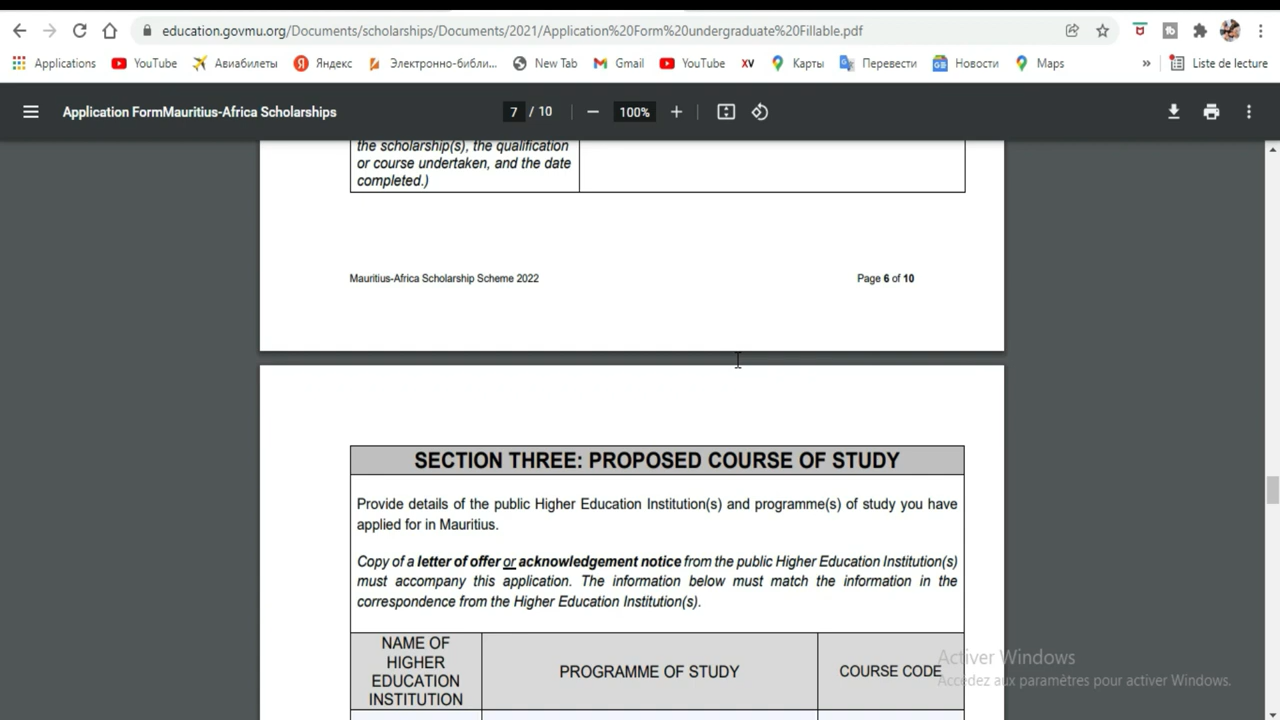 education.govmu.org/Documents/scholarships/Documents/2021/Application%20Form%20undergraduate%20Fillable.pdf
Applications YouTube Авиабилеты Яндекс Электронно-библи... New Tab Gmail YouTube XV Карты Перевести Новости Maps » Liste de lecture
Application FormMauritius-Africa Scholarships 7 / 10 100%
the scholarship(s), the qualification
or course undertaken, and the date
completed.)
Mauritius-Africa Scholarship Scheme 2022 Page 6 of 10
SECTION THREE: PROPOSED COURSE OF STUDY
Provide details of the public Higher Education Institution(s) and programme(s) of study you have
applied for in Mauritius.
Copy of a letter of offer or acknowledgement notice from the public Higher Education Institution(s)
must accompany this application. The information below must match the information in the
correspondence from the Higher Education Institution(s).
NAME OF
HIGHER
EDUCATION
INSTITUTION
PROGRAMME OF STUDY
COURSE CODE
Activer Windows
Accédez aux paramètres pour activer Windows.